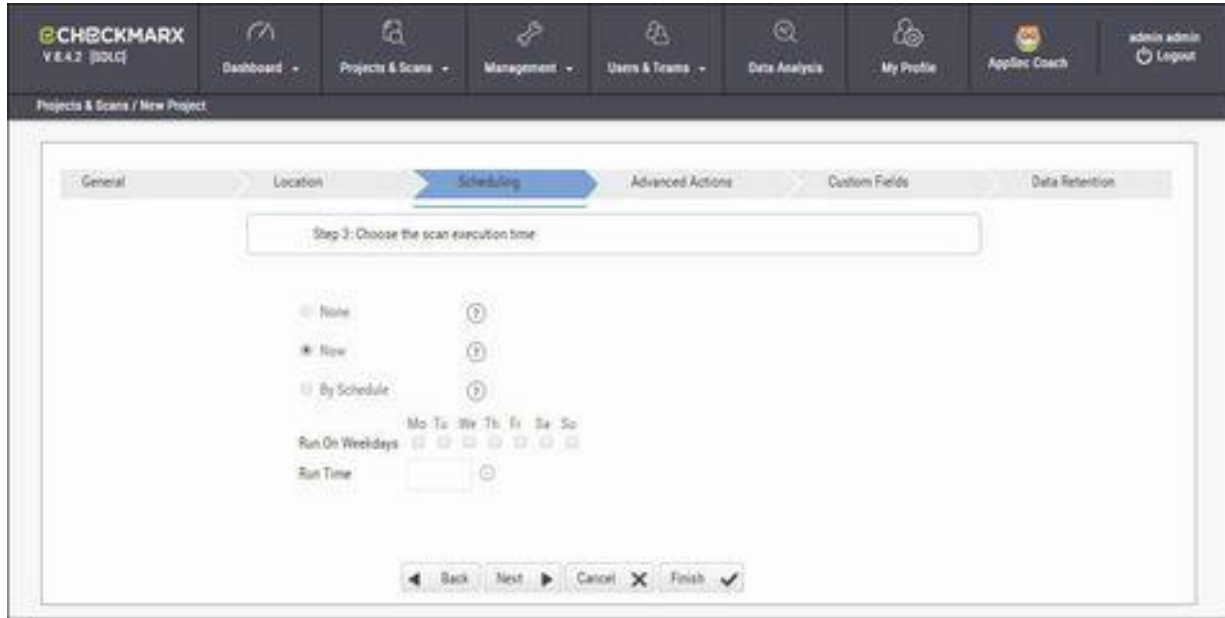 CHECKMARX
V 8.4.2 [SDLC]
Dashboard
Projects & Scans
Management
Users & Teams
Data Analysis
My Profile
AppSec Coach
admin admin
Logout
Projects & Scans / New Project
General
Location
Scheduling
Advanced Actions
Custom Fields
Data Retention
Step 3: Choose the scan execution time
None ?
Now ?
By Schedule ?
Mo Tu We Th Fr Sa Su
Run On Weekdays
Run Time
Back Next Cancel Finish